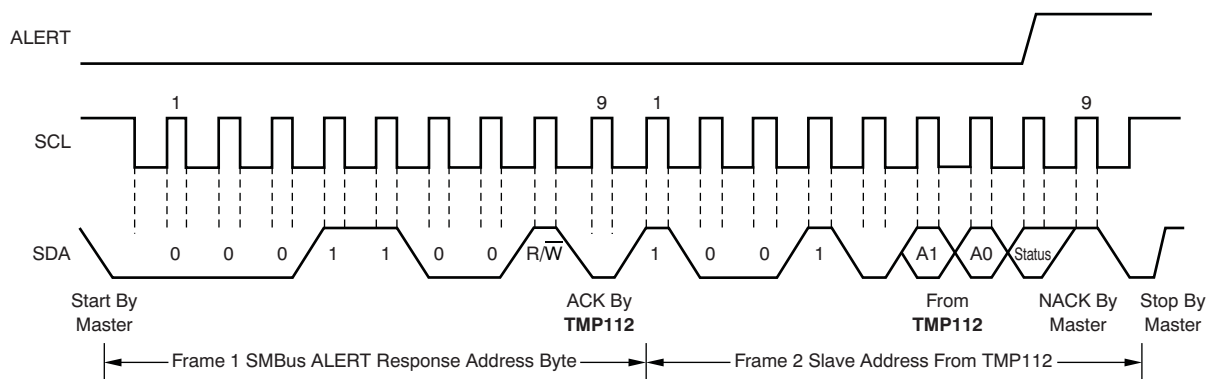 ALERT
1 9 1 9
SCL
SDA 0 0 0 1 1 0 0 R/W̅ 1 0 0 1 A1 A0 Status
Start By Master
ACK By TMP112
From TMP112
NACK By Master
Stop By Master
Frame 1 SMBus ALERT Response Address Byte
Frame 2 Slave Address From TMP112